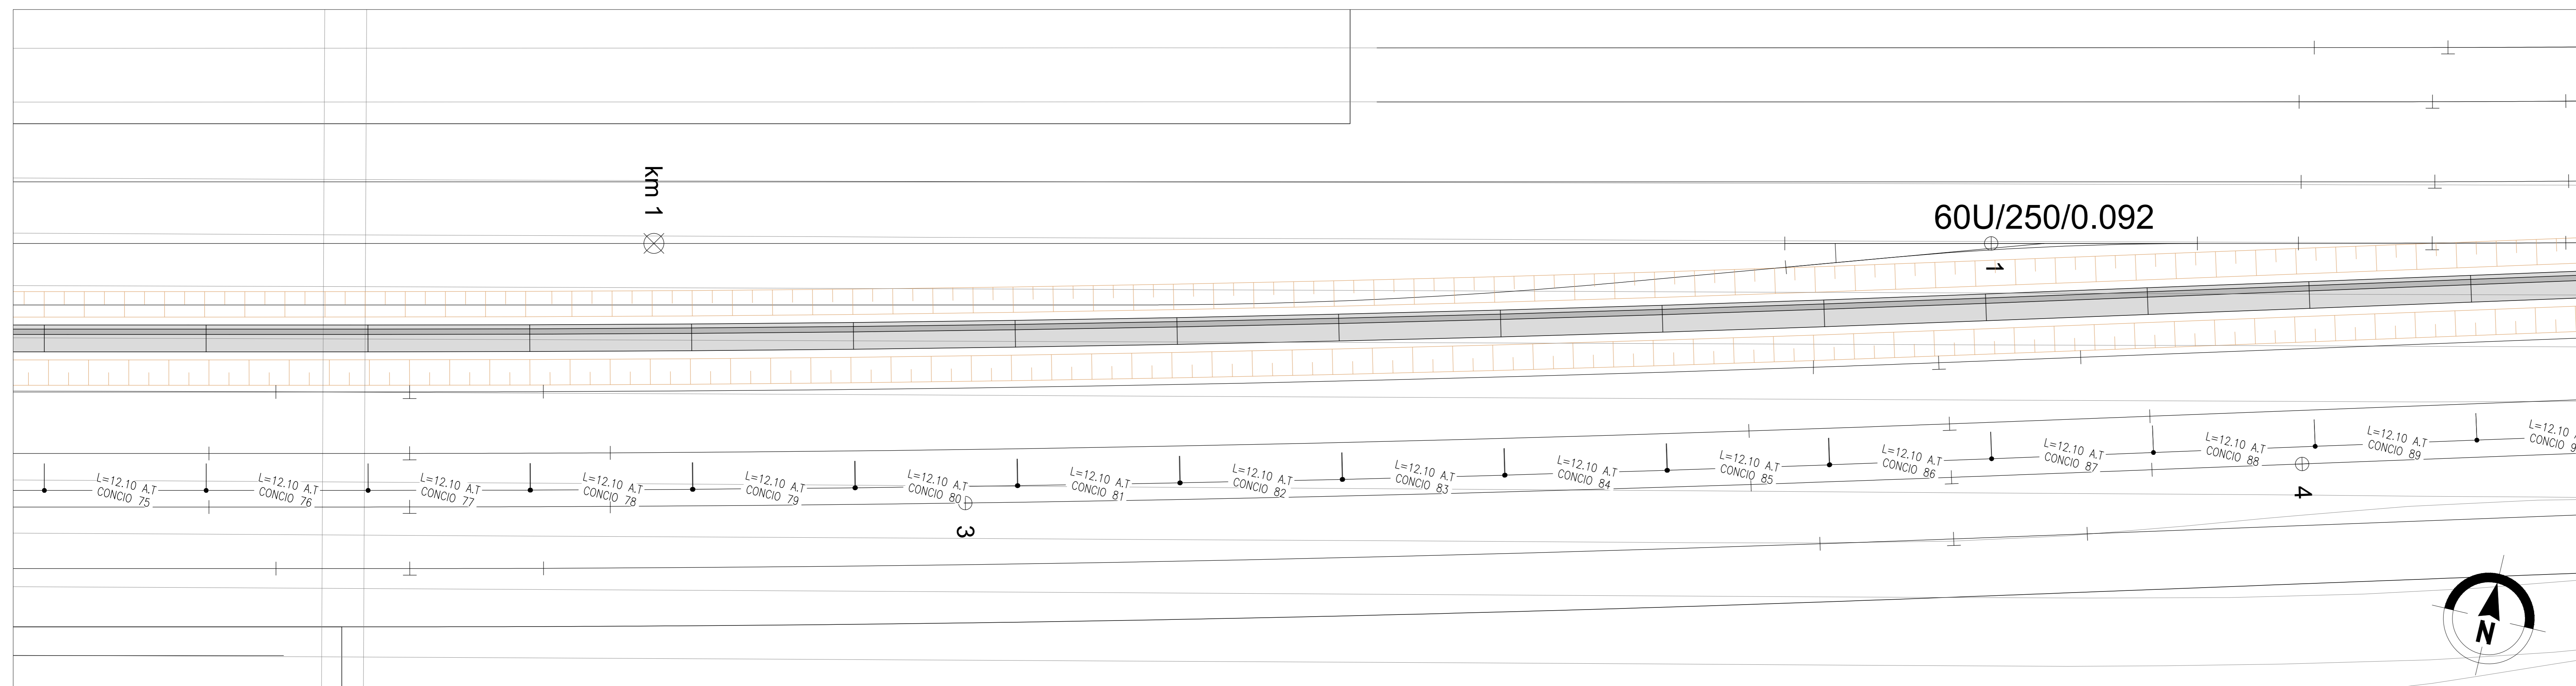 km 1
60U/250/0.092
1
L=12.10 A.T
CONCIO 75
L=12.10 A.T
CONCIO 76
L=12.10 A.T
CONCIO 77
L=12.10 A.T
CONCIO 78
L=12.10 A.T
CONCIO 79
L=12.10 A.T
CONCIO 80
L=12.10 A.T
CONCIO 81
L=12.10 A.T
CONCIO 82
L=12.10 A.T
CONCIO 83
L=12.10 A.T
CONCIO 84
L=12.10 A.T
CONCIO 85
L=12.10 A.T
CONCIO 86
L=12.10 A.T
CONCIO 87
L=12.10 A.T
CONCIO 88
L=12.10 A.T
CONCIO 89
L=12.10
CONCIO
3
4
N